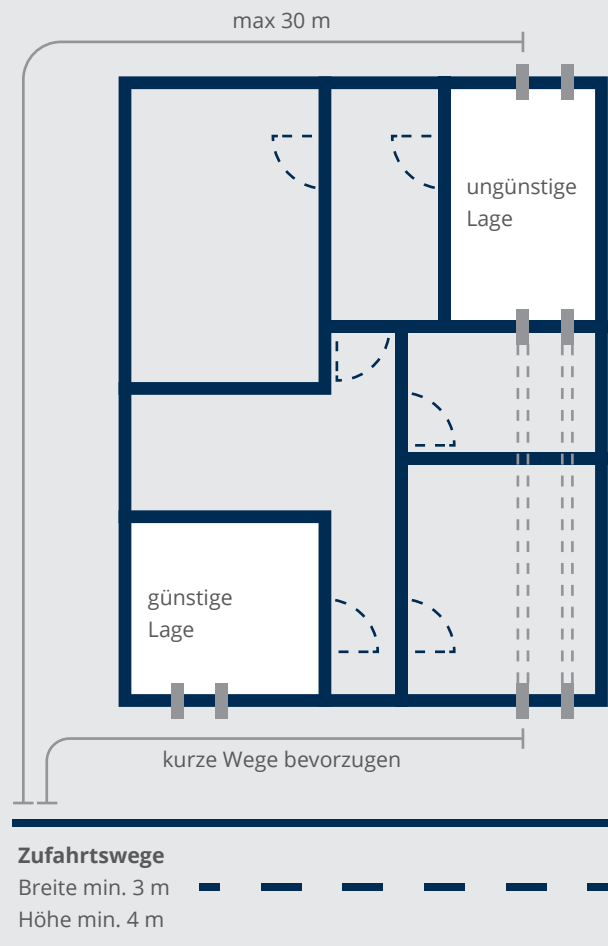 max 30 m
ungünstige
Lage
günstige
Lage
kurze Wege bevorzugen
Zufahrtswege
Breite min. 3 m
Höhe min. 4 m